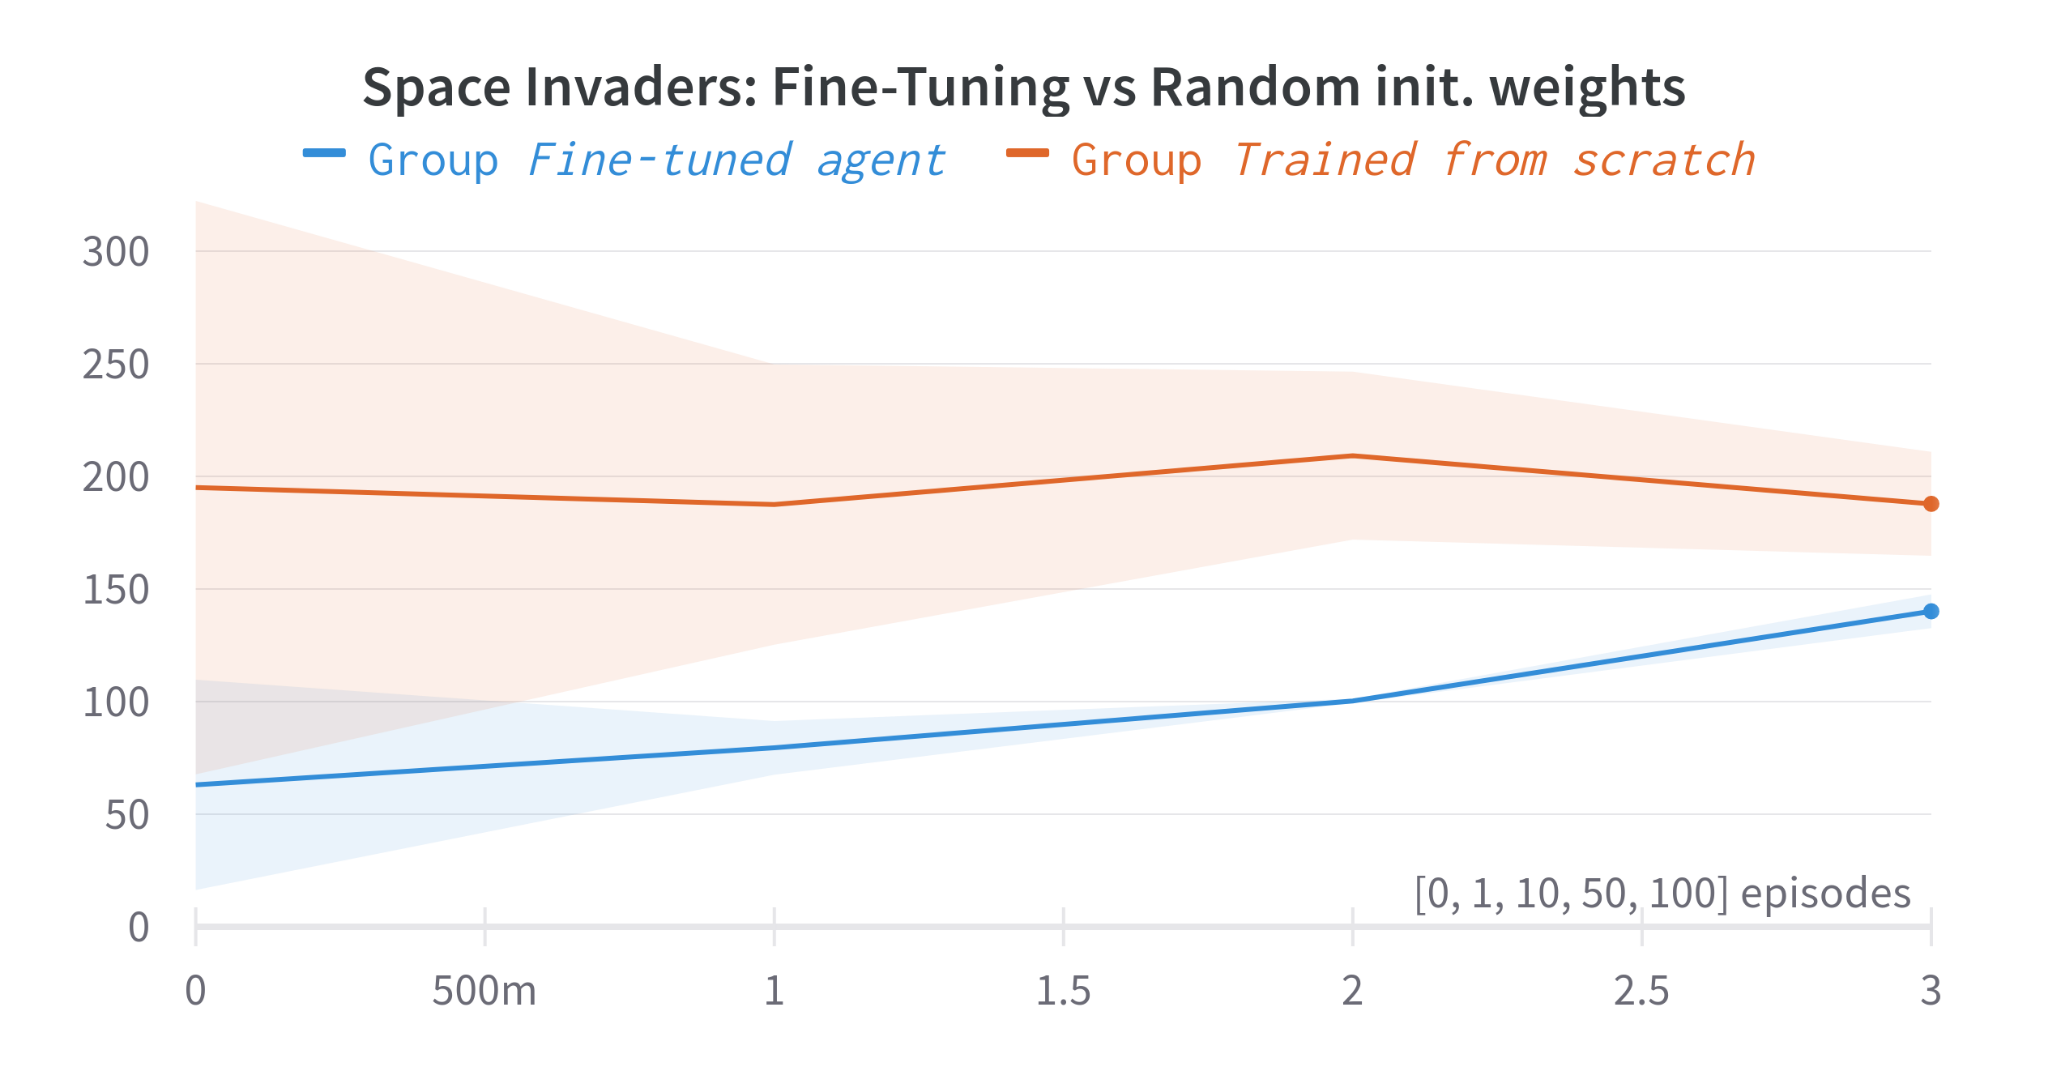 Space Invaders: Fine-Tuning vs Random init. weights
Group Fine-tuned agent Group Trained from scratch
300
250
200
150
100
50
0
[0, 1, 10, 50, 100] episodes
0 500m 1 1.5 2 2.5 3